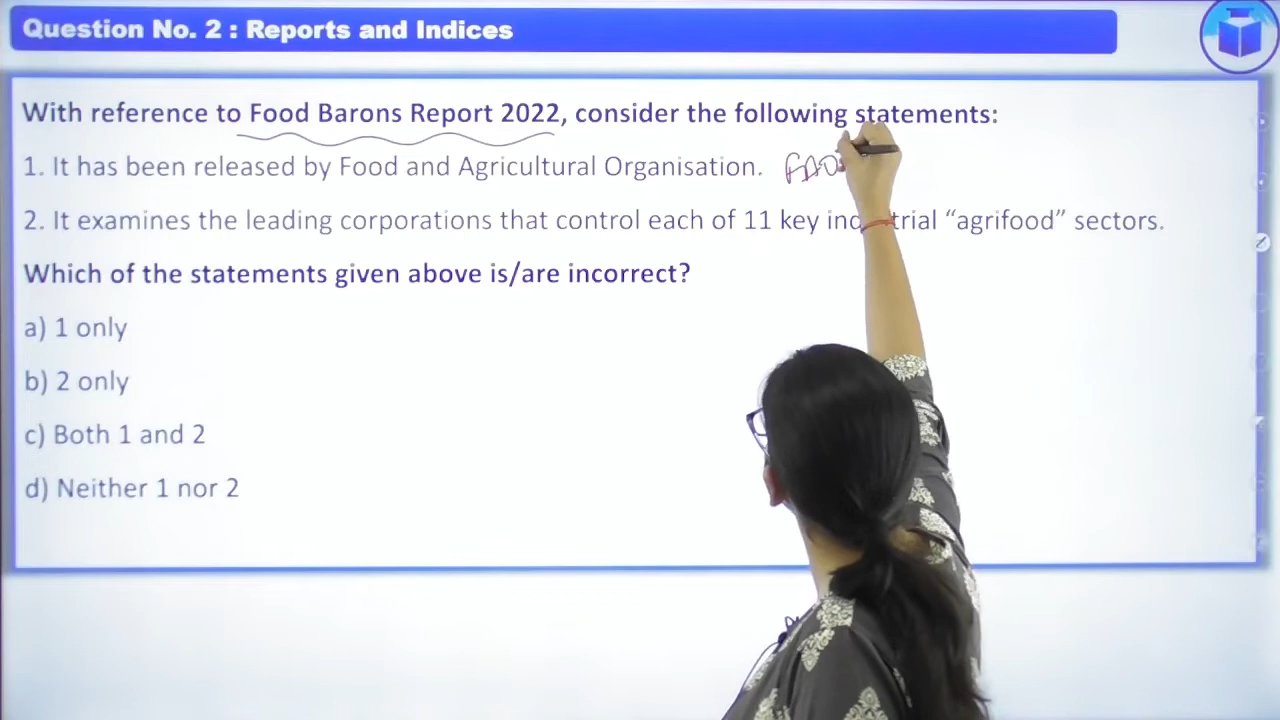 Question No. 2 : Reports and Indices
With reference to Food Barons Report 2022, consider the following statements:
1. It has been released by Food and Agricultural Organisation. FAO
2. It examines the leading corporations that control each of 11 key industrial “agrifood” sectors.
Which of the statements given above is/are incorrect?
a) 1 only
b) 2 only
c) Both 1 and 2
d) Neither 1 nor 2